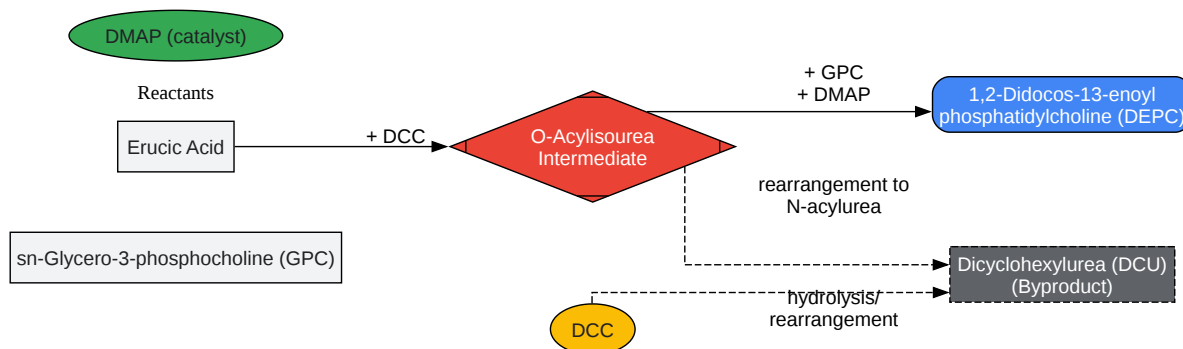 DMAP (catalyst)
Reactants
Erucic Acid
+ DCC
O-Acylisourea
Intermediate
+ GPC
+ DMAP
1,2-Didocos-13-enoyl
phosphatidylcholine (DEPC)
rearrangement to
N-acylurea
sn-Glycero-3-phosphocholine (GPC)
Dicyclohexylurea (DCU)
(Byproduct)
hydrolysis/
rearrangement
DCC